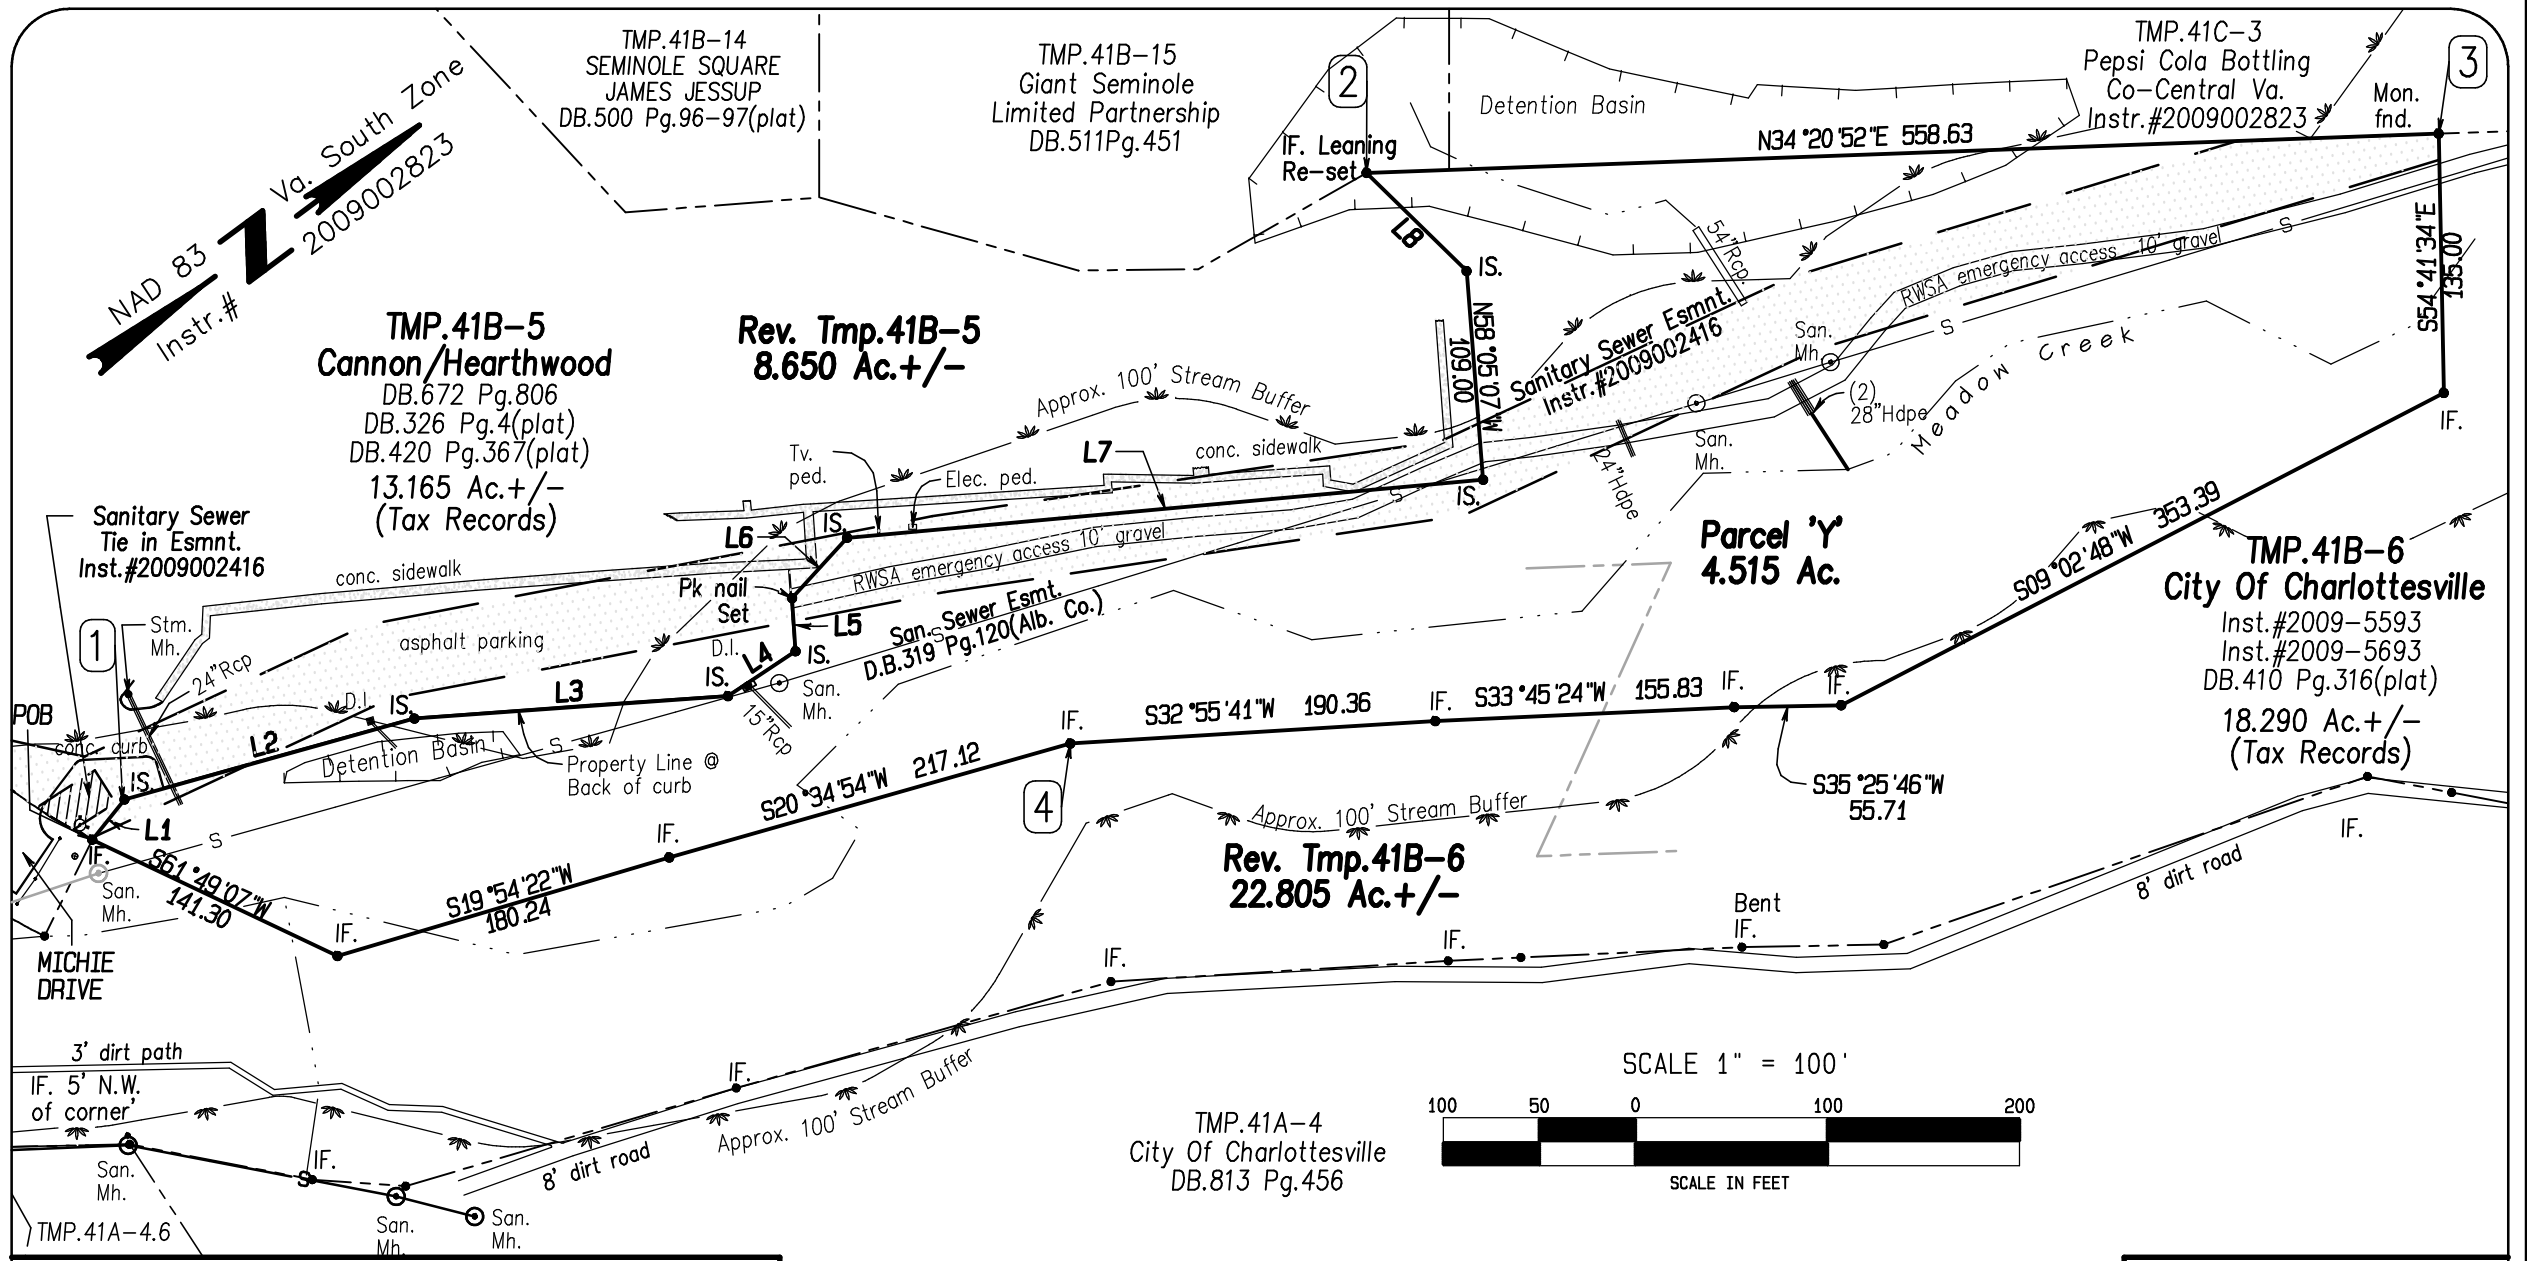 TMP.41B-14
SEMINOLE SQUARE
JAMES JESSUP
DB.500 Pg.96-97(plat)
TMP.41B-15
Giant Seminole
Limited Partnership
DB.511Pg.451
2
Detention Basin
TMP.41C-3
Pepsi Cola Bottling
Co-Central Va.
Instr.#2009002823
Mon.
fnd.
3
IF. Leaning
Re-set
N34°20'52"E 558.63
NAD 83
Va. South Zone
Instr.#
2009002823
Z
L8
IS.
54"Rcp.
S54°41'34"E
135.00
RWSA emergency access 10' gravel
S
S
TMP.41B-5
Cannon/Hearthwood
DB.672 Pg.806
DB.326 Pg.4(plat)
DB.420 Pg.367(plat)
13.165 Ac.+/-
(Tax Records)
Rev. Tmp.41B-5
8.650 Ac.+/-
Approx. 100' Stream Buffer
N58°05'07"W
109.00
Sanitary Sewer Esmnt.
Instr.#2009002416
San.
Mh.
Meadow Creek
(2)
28"Hdpe
IF.
San.
Mh.
24"Hdpe
Tv.
ped.
Elec. ped.
L7
conc. sidewalk
IS.
S
Sanitary Sewer
Tie in Esmnt.
Inst.#2009002416
conc. sidewalk
L6
IS.
Pk nail
Set
RWSA emergency access 10' gravel
Parcel 'Y'
4.515 Ac.
S09°02'48"W 353.39
TMP.41B-6
City Of Charlottesville
Inst.#2009-5593
Inst.#2009-5693
DB.410 Pg.316(plat)
18.290 Ac.+/-
(Tax Records)
1
Stm.
Mh.
24"Rcp
asphalt parking
L5
D.I.
L4
IS.
San. Sewer Esmt.
S
D.B.319 Pg.120(Alb. Co.)
IS.
San.
Mh.
15"Rcp
POB
conc. curb
D.I.
IS.
L3
L2
Detention Basin
S
Property Line @
Back of curb
IS.
L1
S
IF.
San.
Mh.
S61°49'07"W
141.30
IF.
S19°54'22"W
180.24
IF.
S20°34'54"W 217.12
IF.
4
S32°55'41"W 190.36
IF.
S33°45'24"W 155.83
IF.
IF.
S35°25'46"W
55.71
Approx. 100' Stream Buffer
Rev. Tmp.41B-6
22.805 Ac.+/-
IF.
8' dirt road
Bent
IF.
IF.
IF.
MICHIE
DRIVE
3' dirt path
IF. 5' N.W.
of corner'
IF.
Approx. 100' Stream Buffer
8' dirt road
San.
Mh.
IF.
S
San.
Mh.
San.
Mh.
TMP.41A-4.6
TMP.41A-4
City Of Charlottesville
DB.813 Pg.456
SCALE 1" = 100'
100 50 0 100 200
SCALE IN FEET